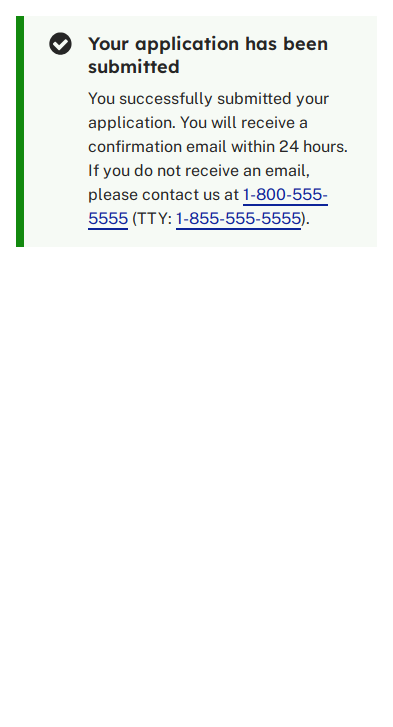 Your application has been
submitted
You successfully submitted your
application. You will receive a
confirmation email within 24 hours.
If you do not receive an email,
please contact us at 1-800-555-
5555 (TTY: 1-855-555-5555).